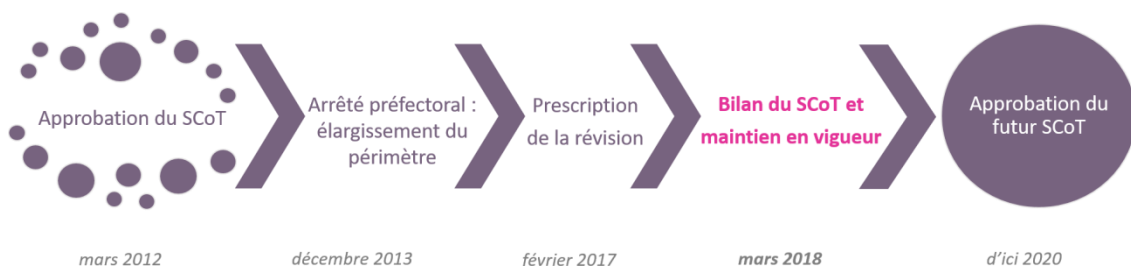 Approbation du SCoT
Arrêté préfectoral :
élargissement du
périmètre
Prescription
de la révision
Bilan du SCoT et
maintien en vigueur
Approbation du
futur SCoT
mars 2012
décembre 2013
février 2017
mars 2018
d'ici 2020